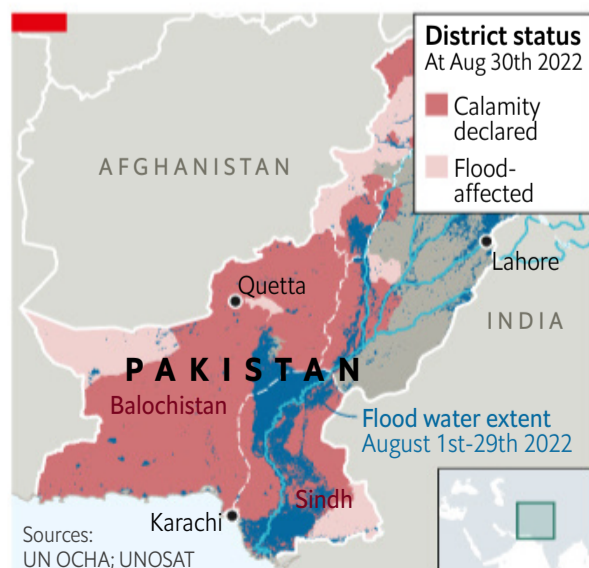 District status
At Aug 30th 2022
Calamity
declared
Flood-
affected
AFGHANISTAN
Lahore
Quetta
INDIA
PAKISTAN
Balochistan
Flood water extent
August 1st-29th 2022
Sindh
Karachi
Sources:
UN OCHA; UNOSAT